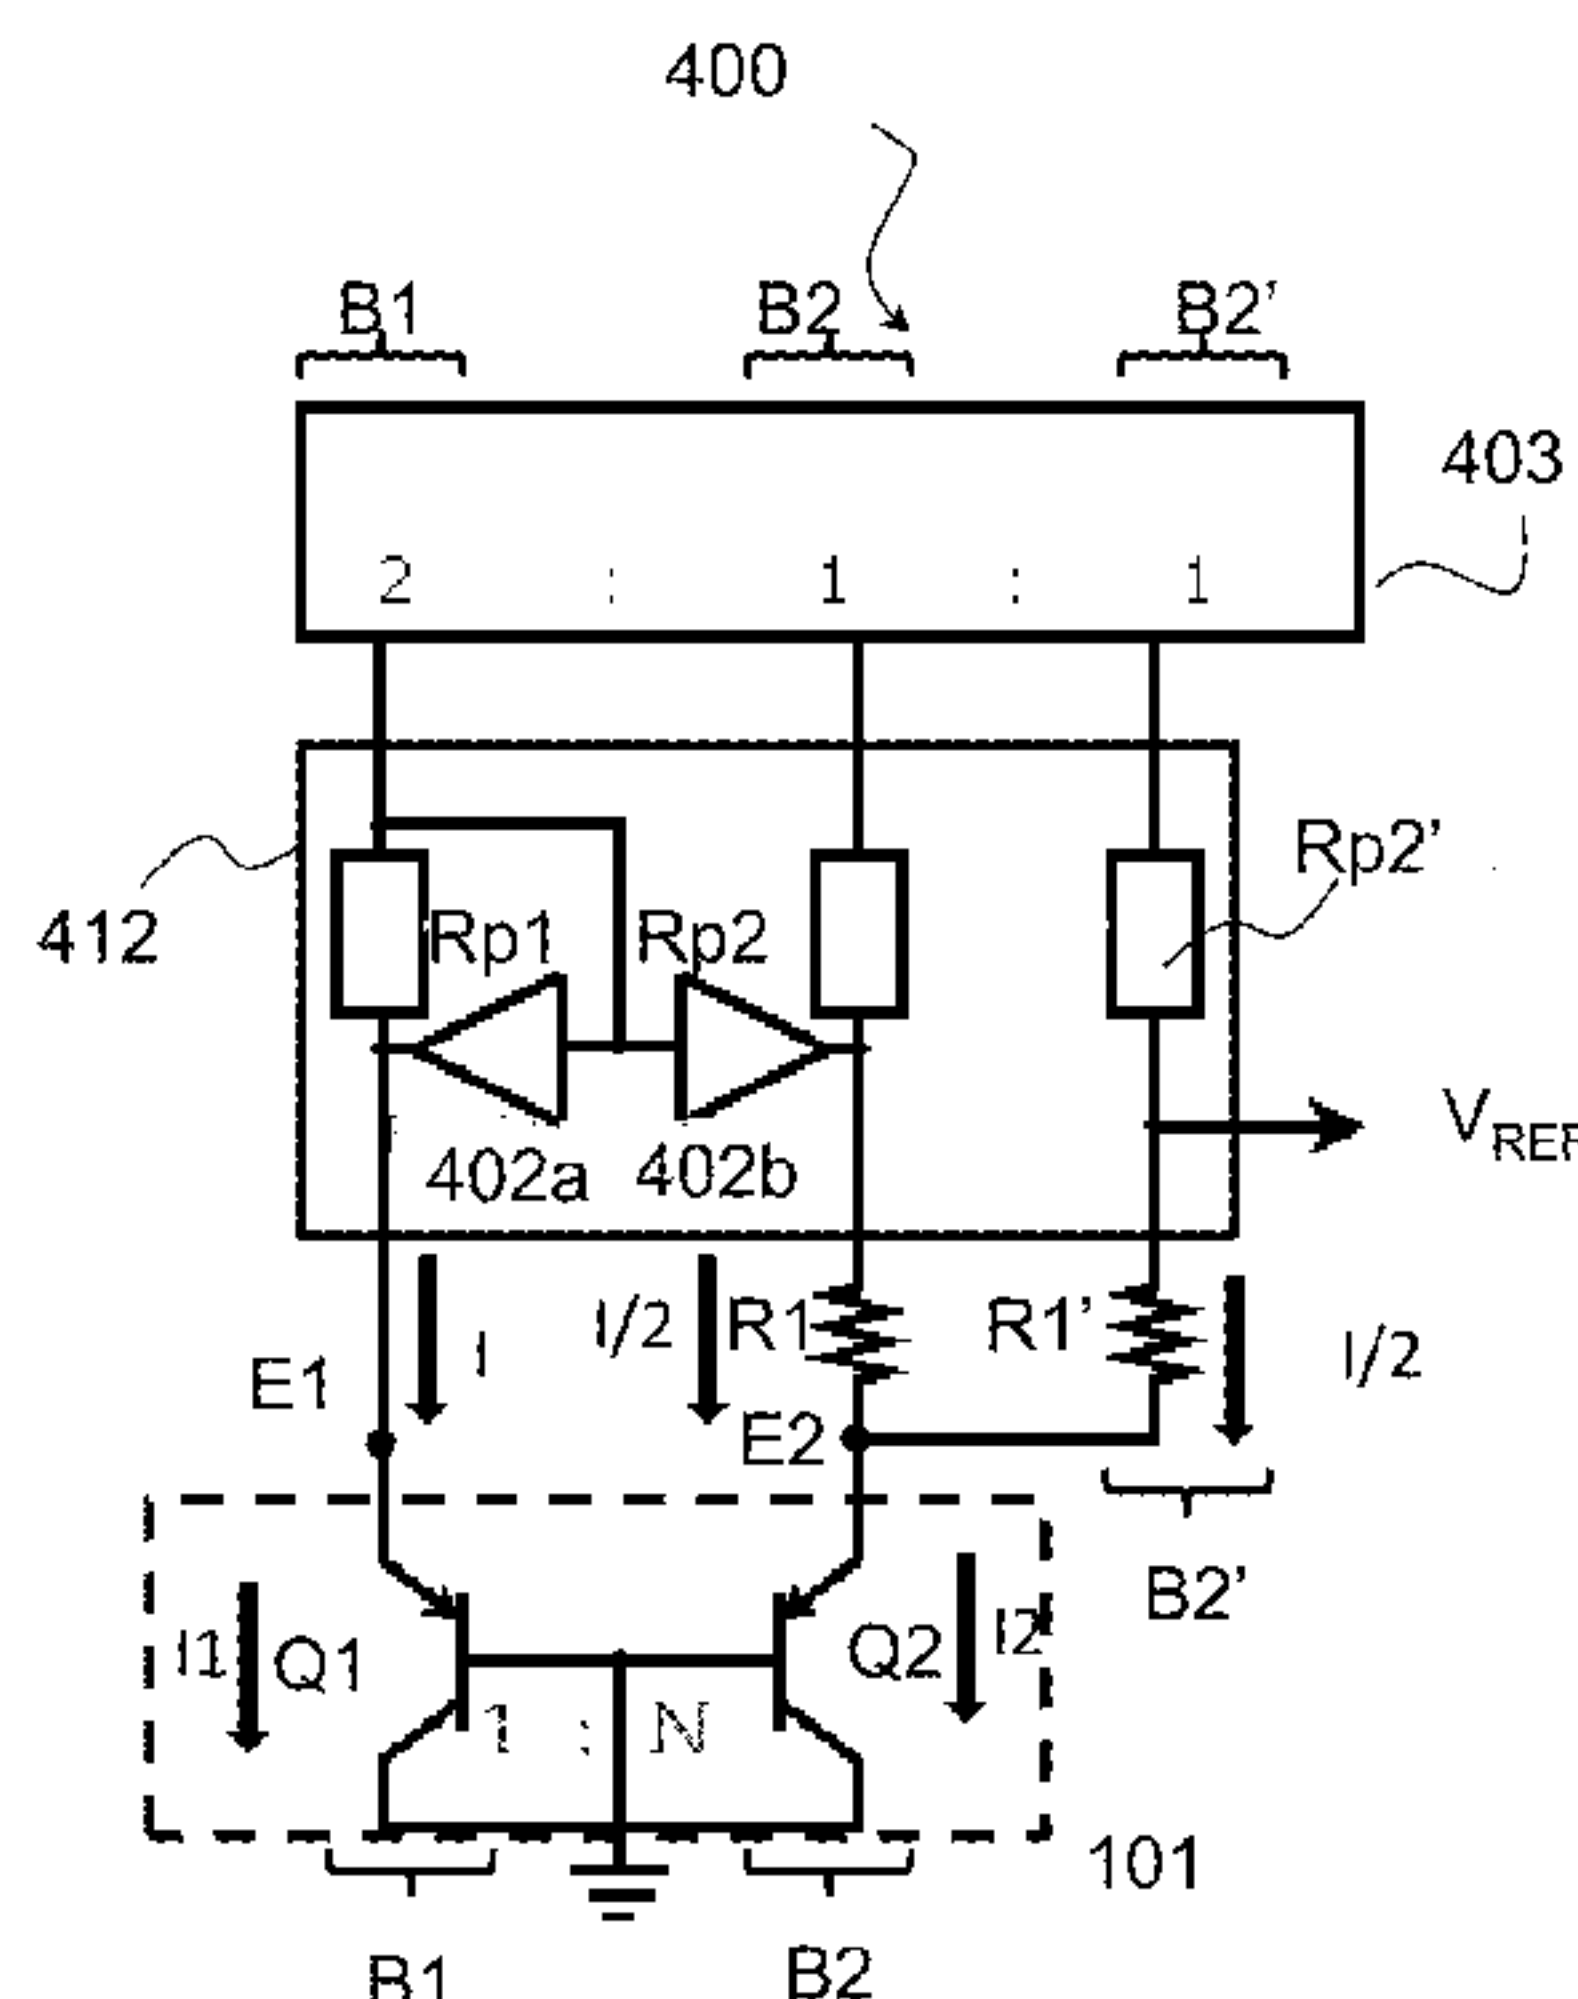 400
B1 B2 B2’
403
2 : 1 : 1
Rp2’
412
Rp1 Rp2
402a 402b
V
E1 I I/2 R1 R1’ I/2
E2
B2’
I1 Q1 Q2 I2
1 : N
101
B1 B2